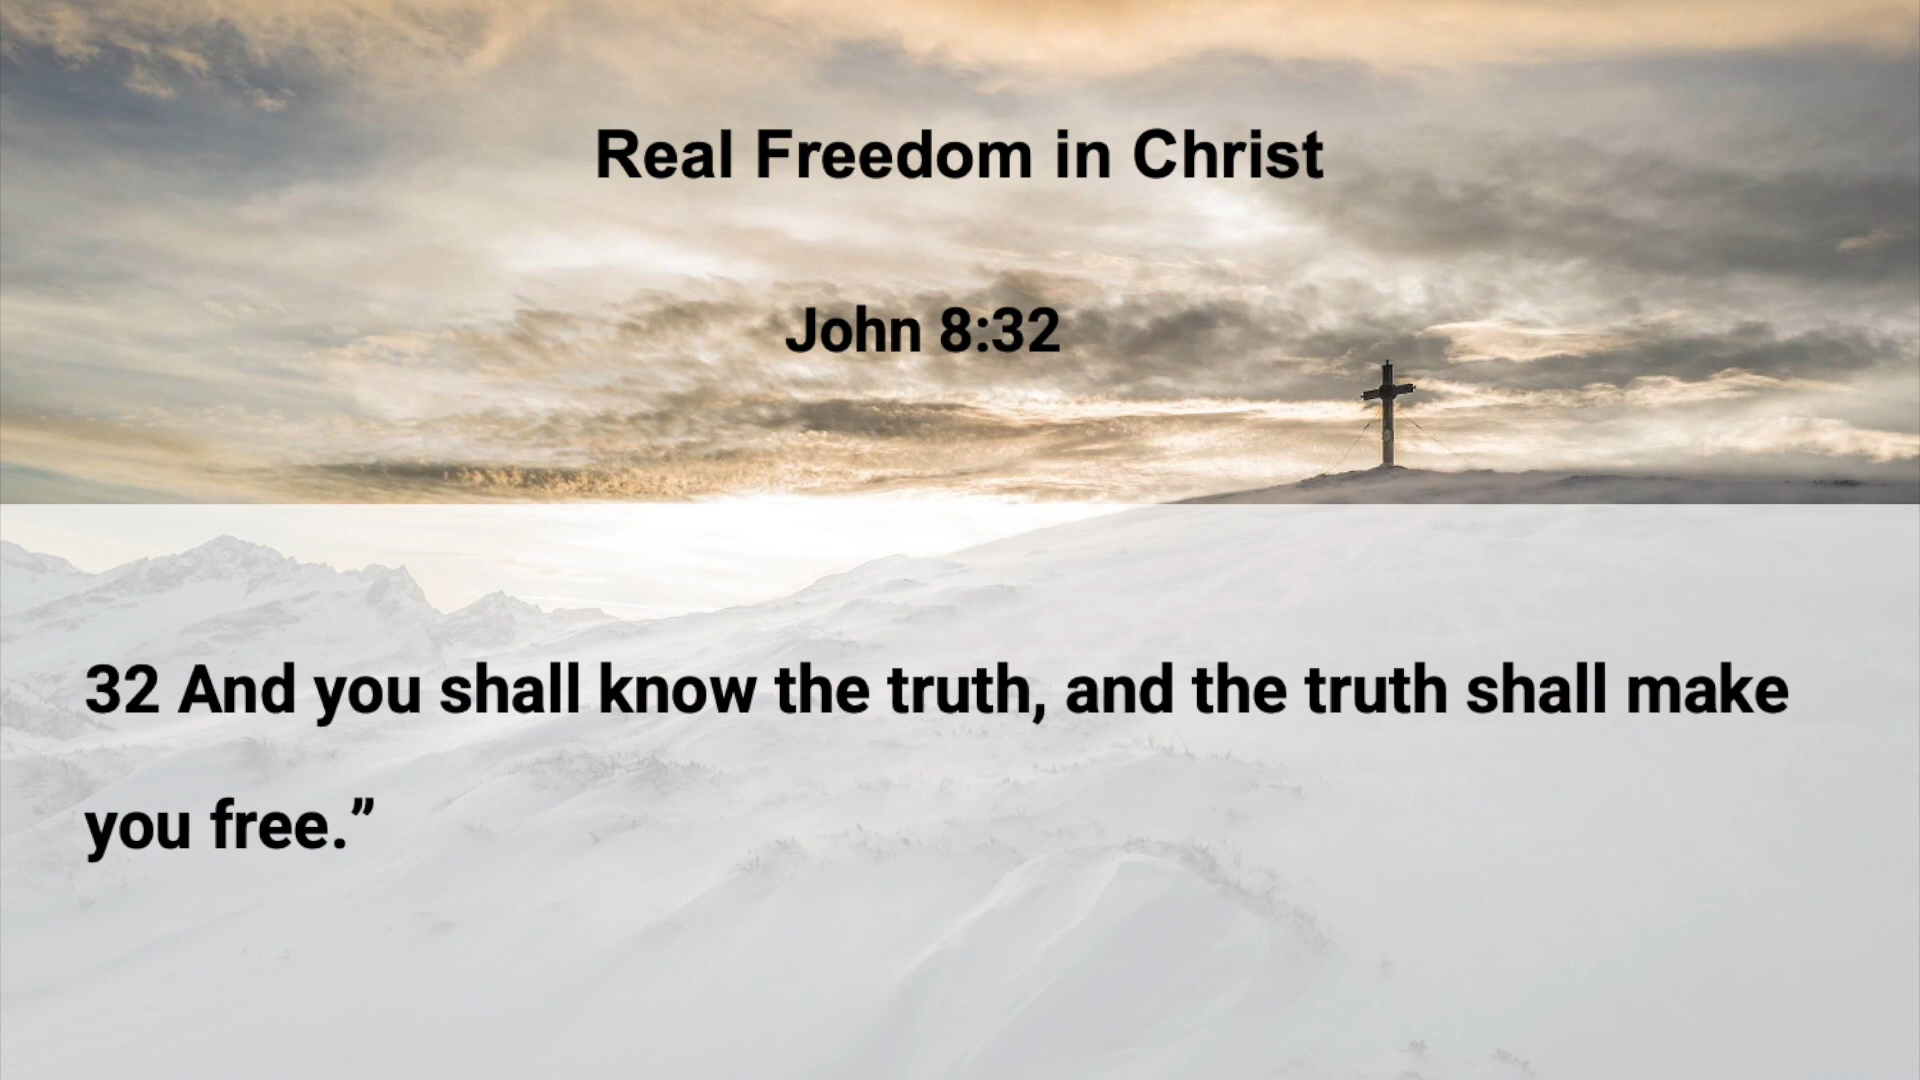 Real Freedom in Christ
John 8:32
32 And you shall know the truth, and the truth shall make
you free.”